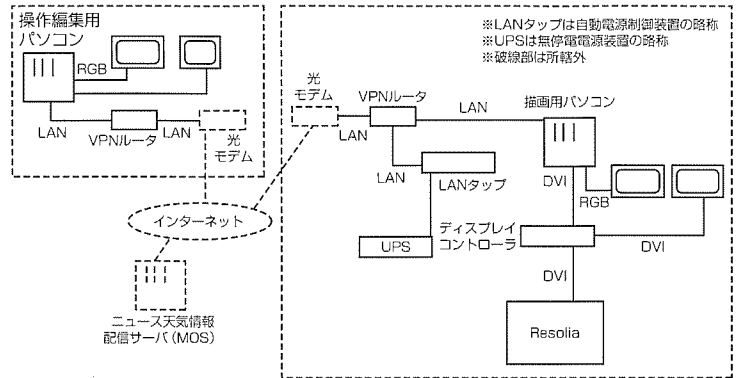 操作編集用
パソコン
RGB
LAN
VPNルータ
LAN
光
モデム
インターネット
ニュース天気情報
配信サーバ(MOS)
※LANタップは自動電源制御装置の略称
※UPSは無停電電源装置の略称
※破線部は所轄外
光
モデム
LAN
VPNルータ
LAN
描画用パソコン
LAN
LANタップ
UPS
DVI
RGB
ディスプレイ
コントローラ
DVI
DVI
Resolia